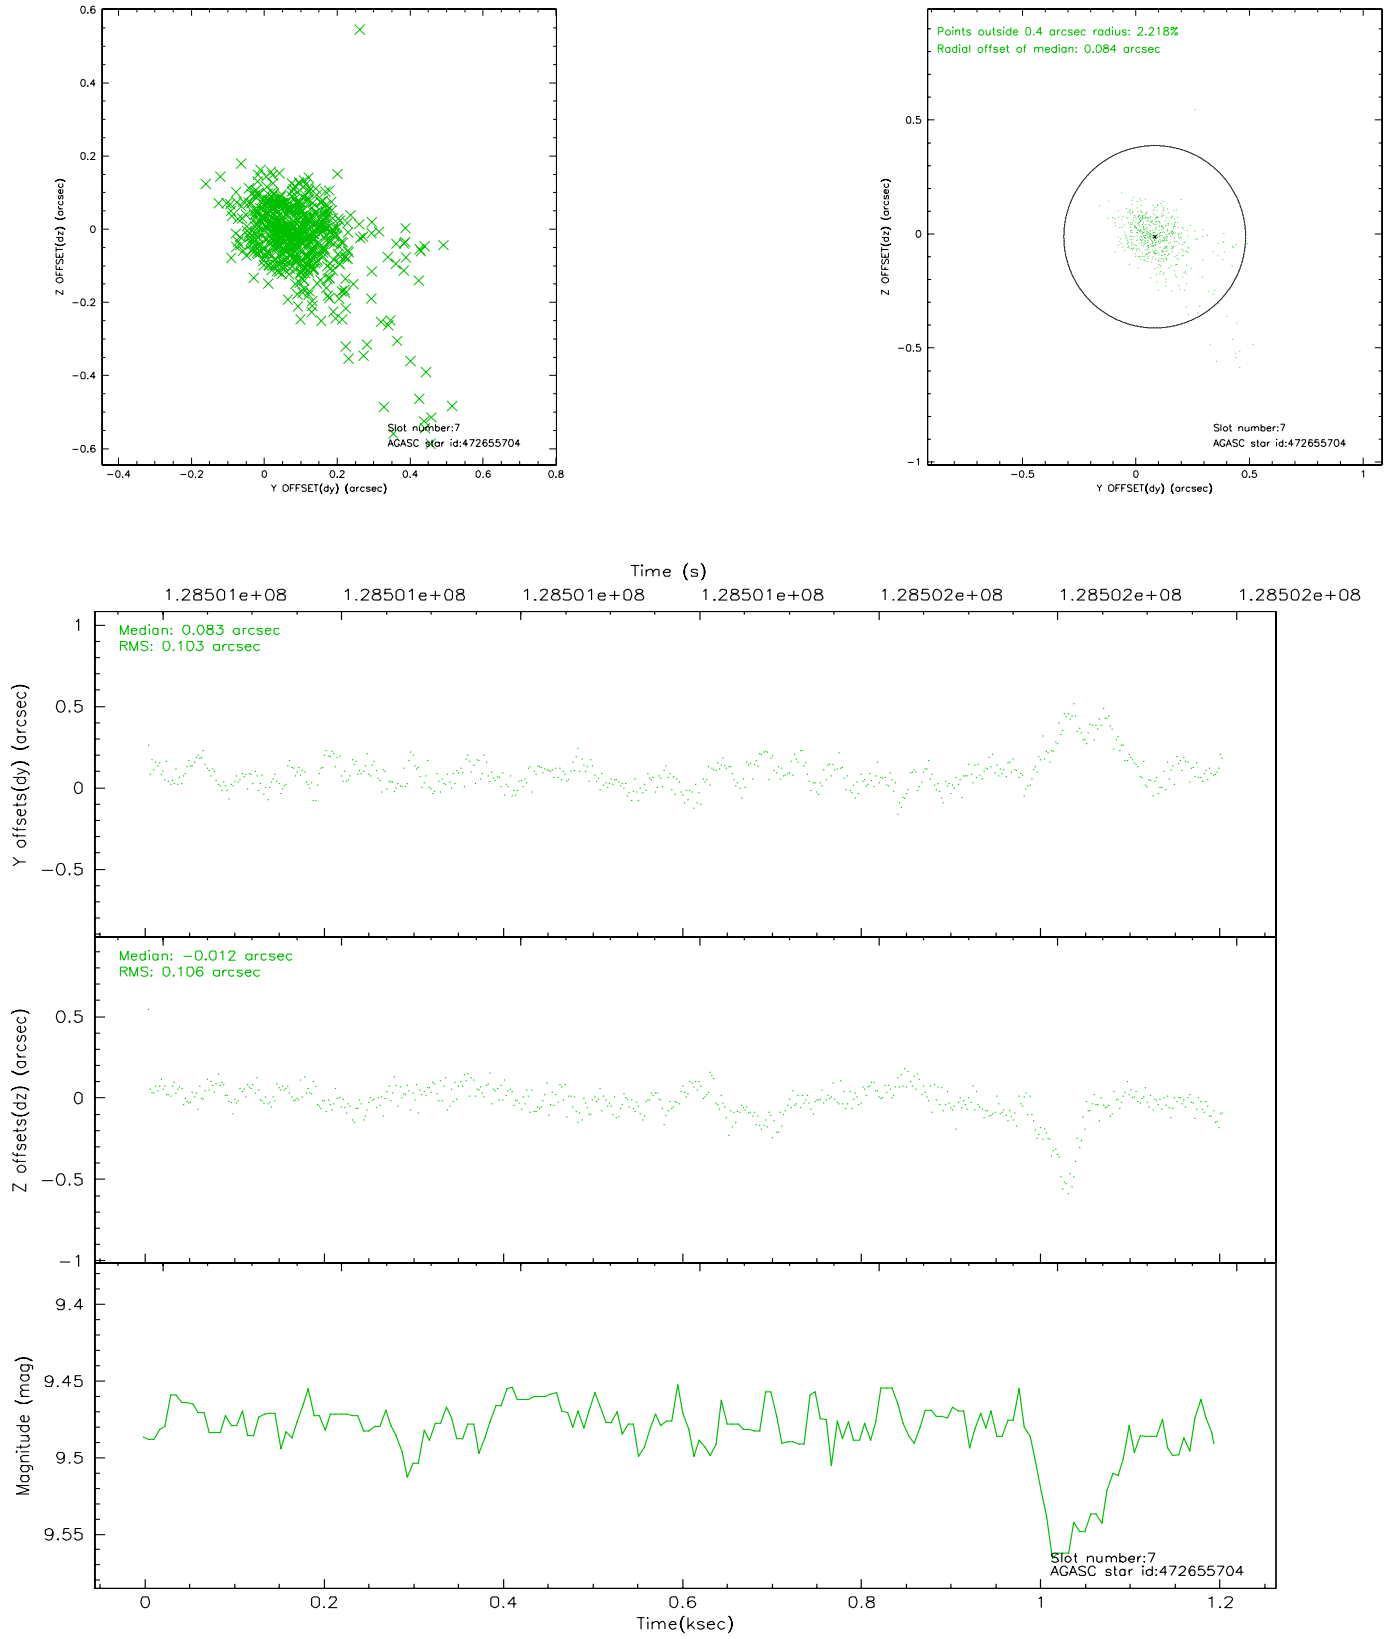 0.6
0.4
0.2
0
−0.2
−0.4
−0.6
Z OFFSET(dz) (arcsec)
−0.4 −0.2 0 0.2 0.4 0.6 0.8
Y OFFSET(dy) (arcsec)
Slot number:7
AGASC star id:472655704
Points outside 0.4 arcsec radius: 2.218%
Radial offset of median: 0.084 arcsec
0.5
0
−0.5
−1
Z OFFSET(dz) (arcsec)
−0.5 0 0.5 1
Y OFFSET(dy) (arcsec)
Slot number:7
AGASC star id:472655704
Time (s)
1.28501e+08 1.28501e+08 1.28501e+08 1.28501e+08 1.28502e+08 1.28502e+08 1.28502e+08
Median: 0.083 arcsec
RMS: 0.103 arcsec
1
0.5
0
−0.5
Y offsets(dy) (arcsec)
Median: −0.012 arcsec
RMS: 0.106 arcsec
0.5
0
−0.5
−1
Z offsets(dz) (arcsec)
9.4
9.45
9.5
9.55
Magnitude (mag)
Slot number:7
AGASC star id:472655704
0 0.2 0.4 0.6 0.8 1 1.2
Time(ksec)